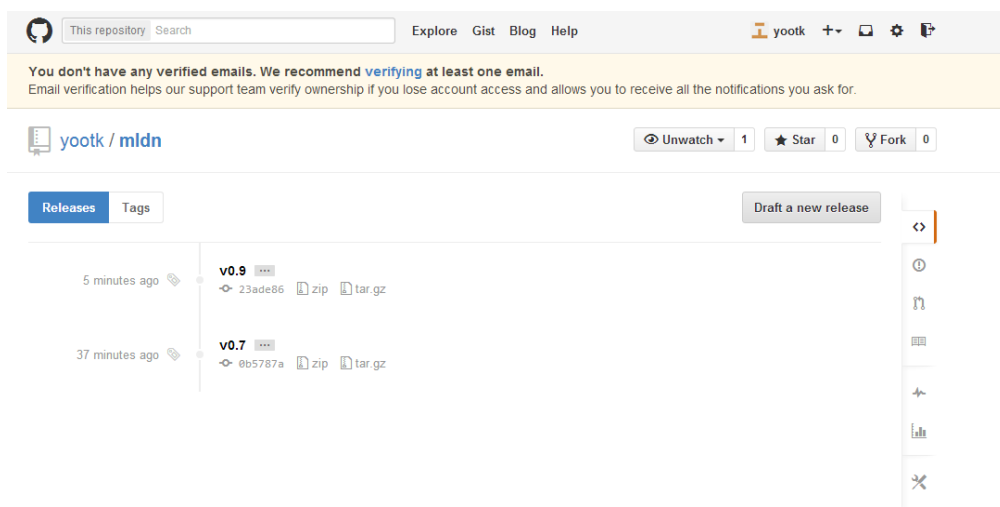 This repository Search Explore Gist Blog Help yootk
You don't have any verified emails. We recommend verifying at least one email.
Email verification helps our support team verify ownership if you lose account access and allows you to receive all the notifications you ask for.
yootk / mldn Unwatch 1 Star 0 Fork 0
Releases Tags Draft a new release
v0.9 ...
5 minutes ago 23ade86 zip tar.gz
v0.7 ...
37 minutes ago 0b5787a zip tar.gz